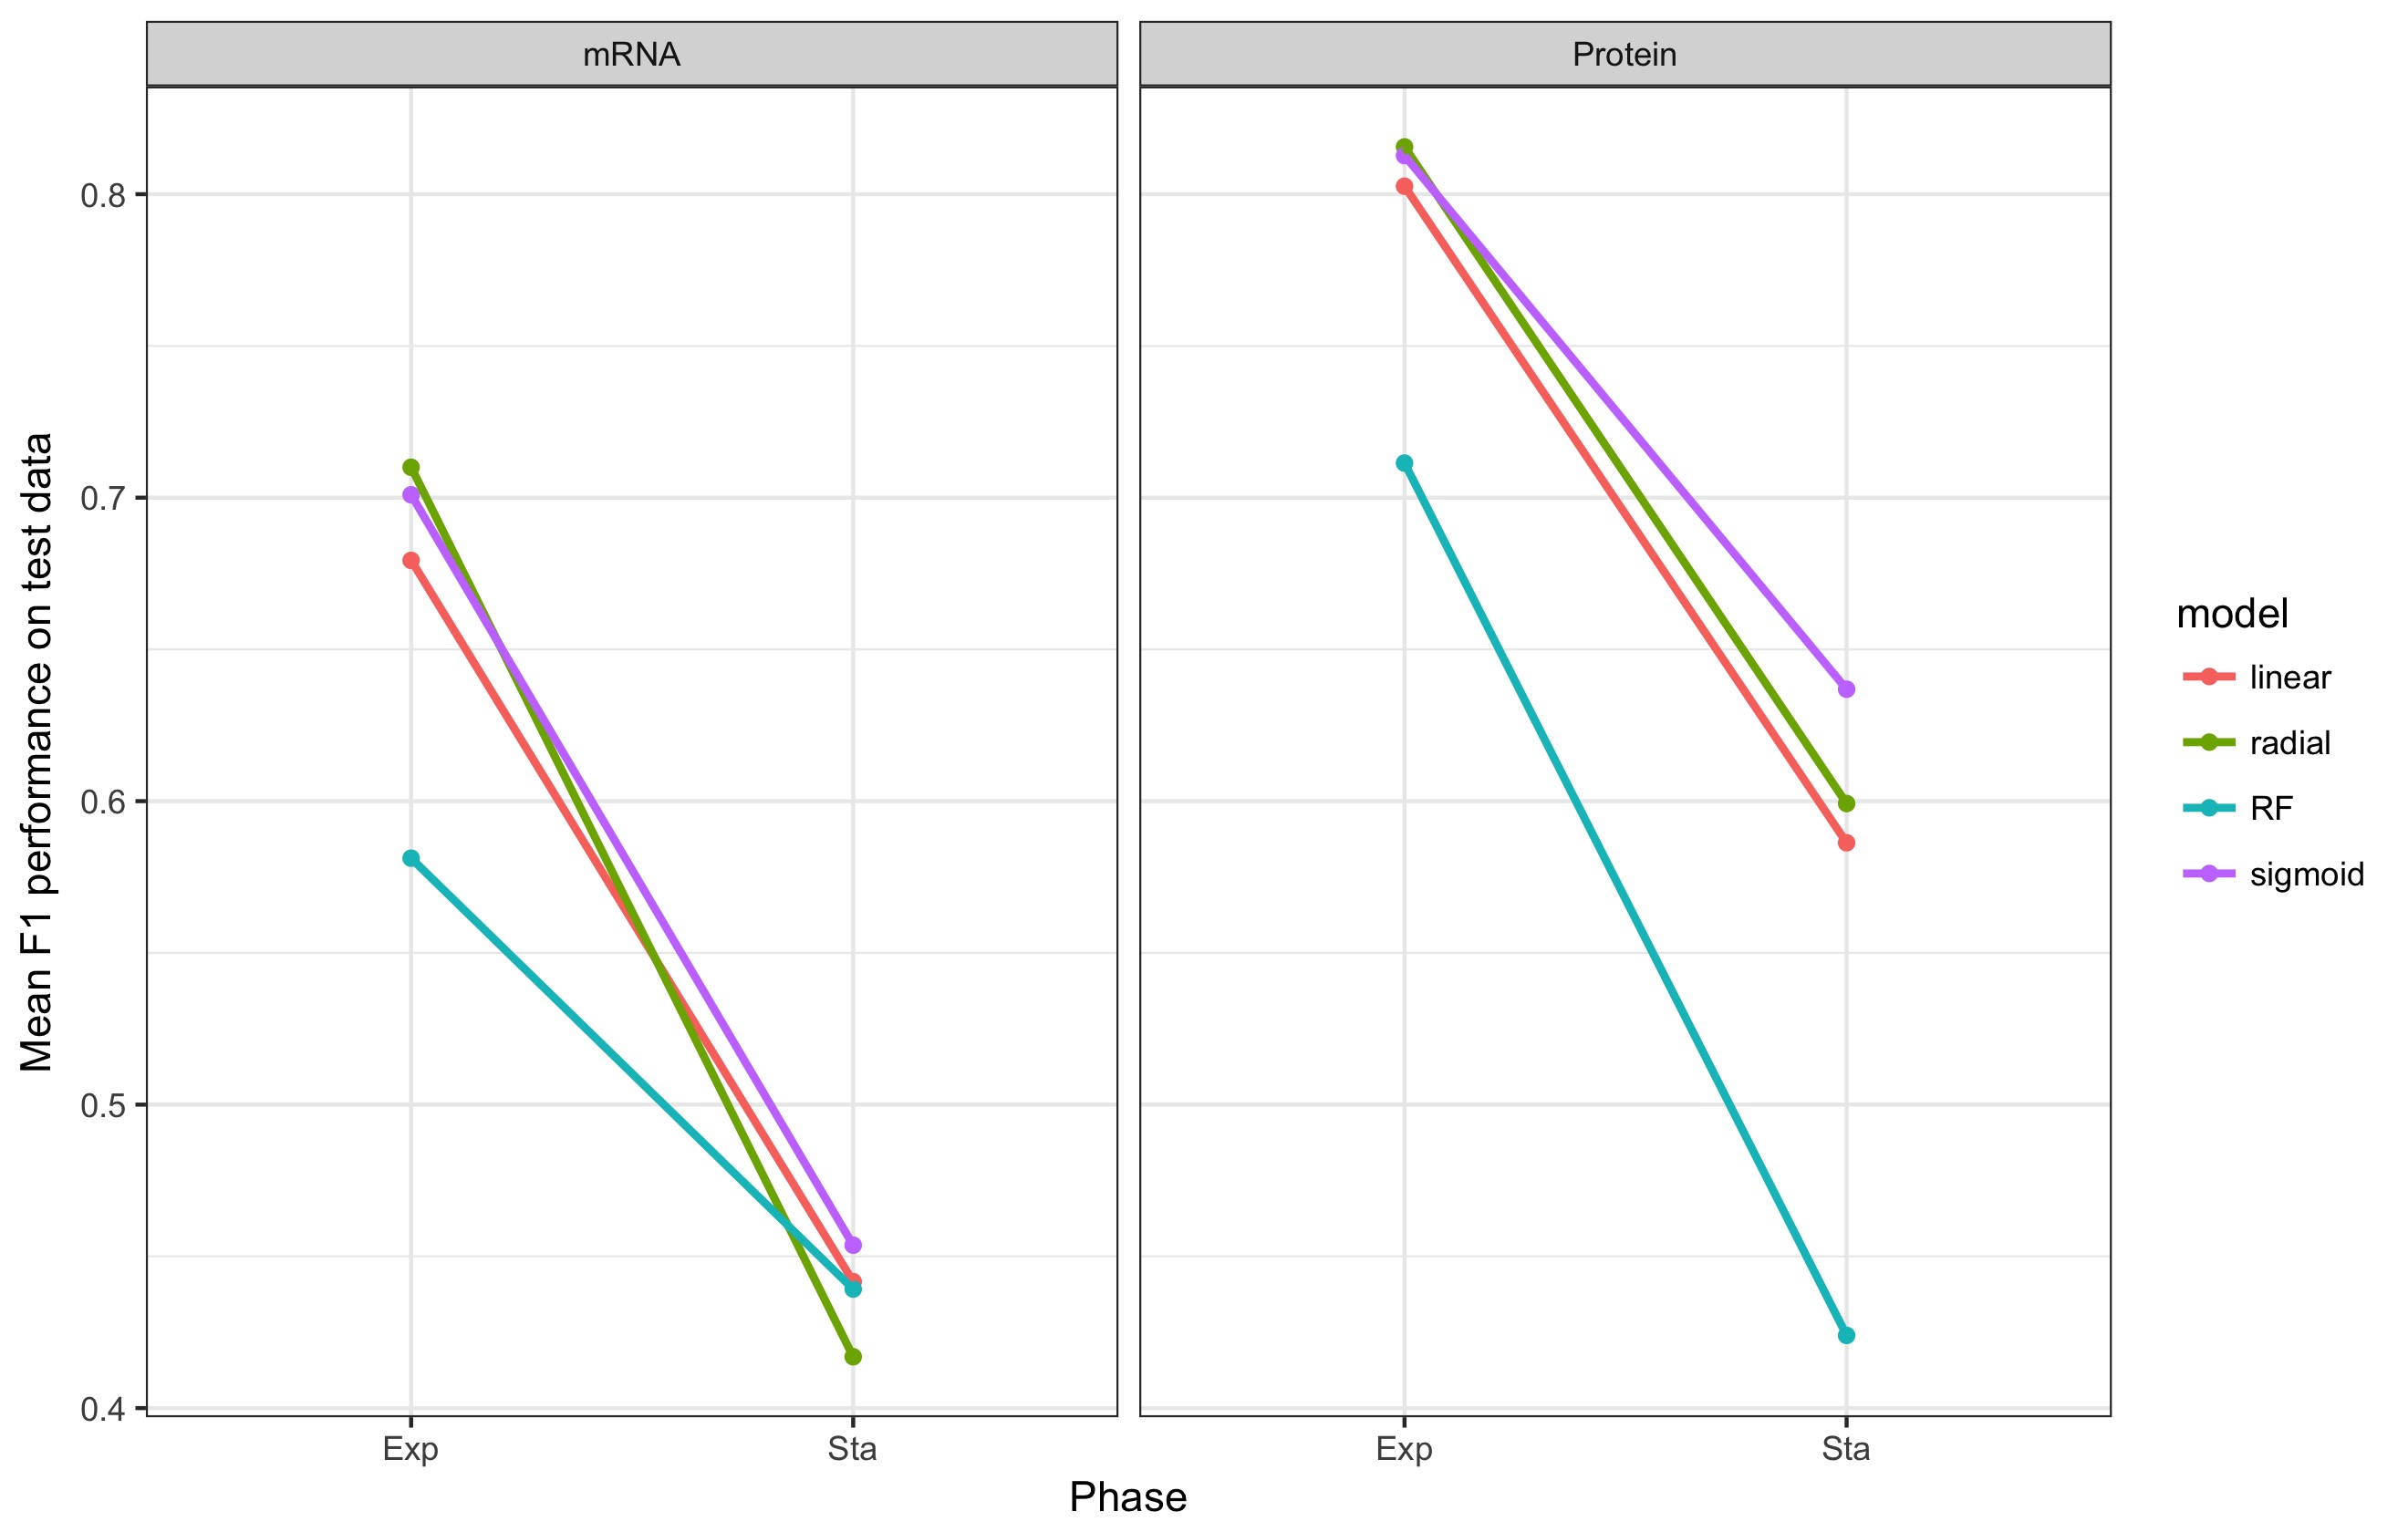 mRNA
Protein
Mean F1 performance on test data
0.8
0.7
0.6
0.5
0.4
Exp
Sta
Exp
Sta
Phase
model
linear
radial
RF
sigmoid